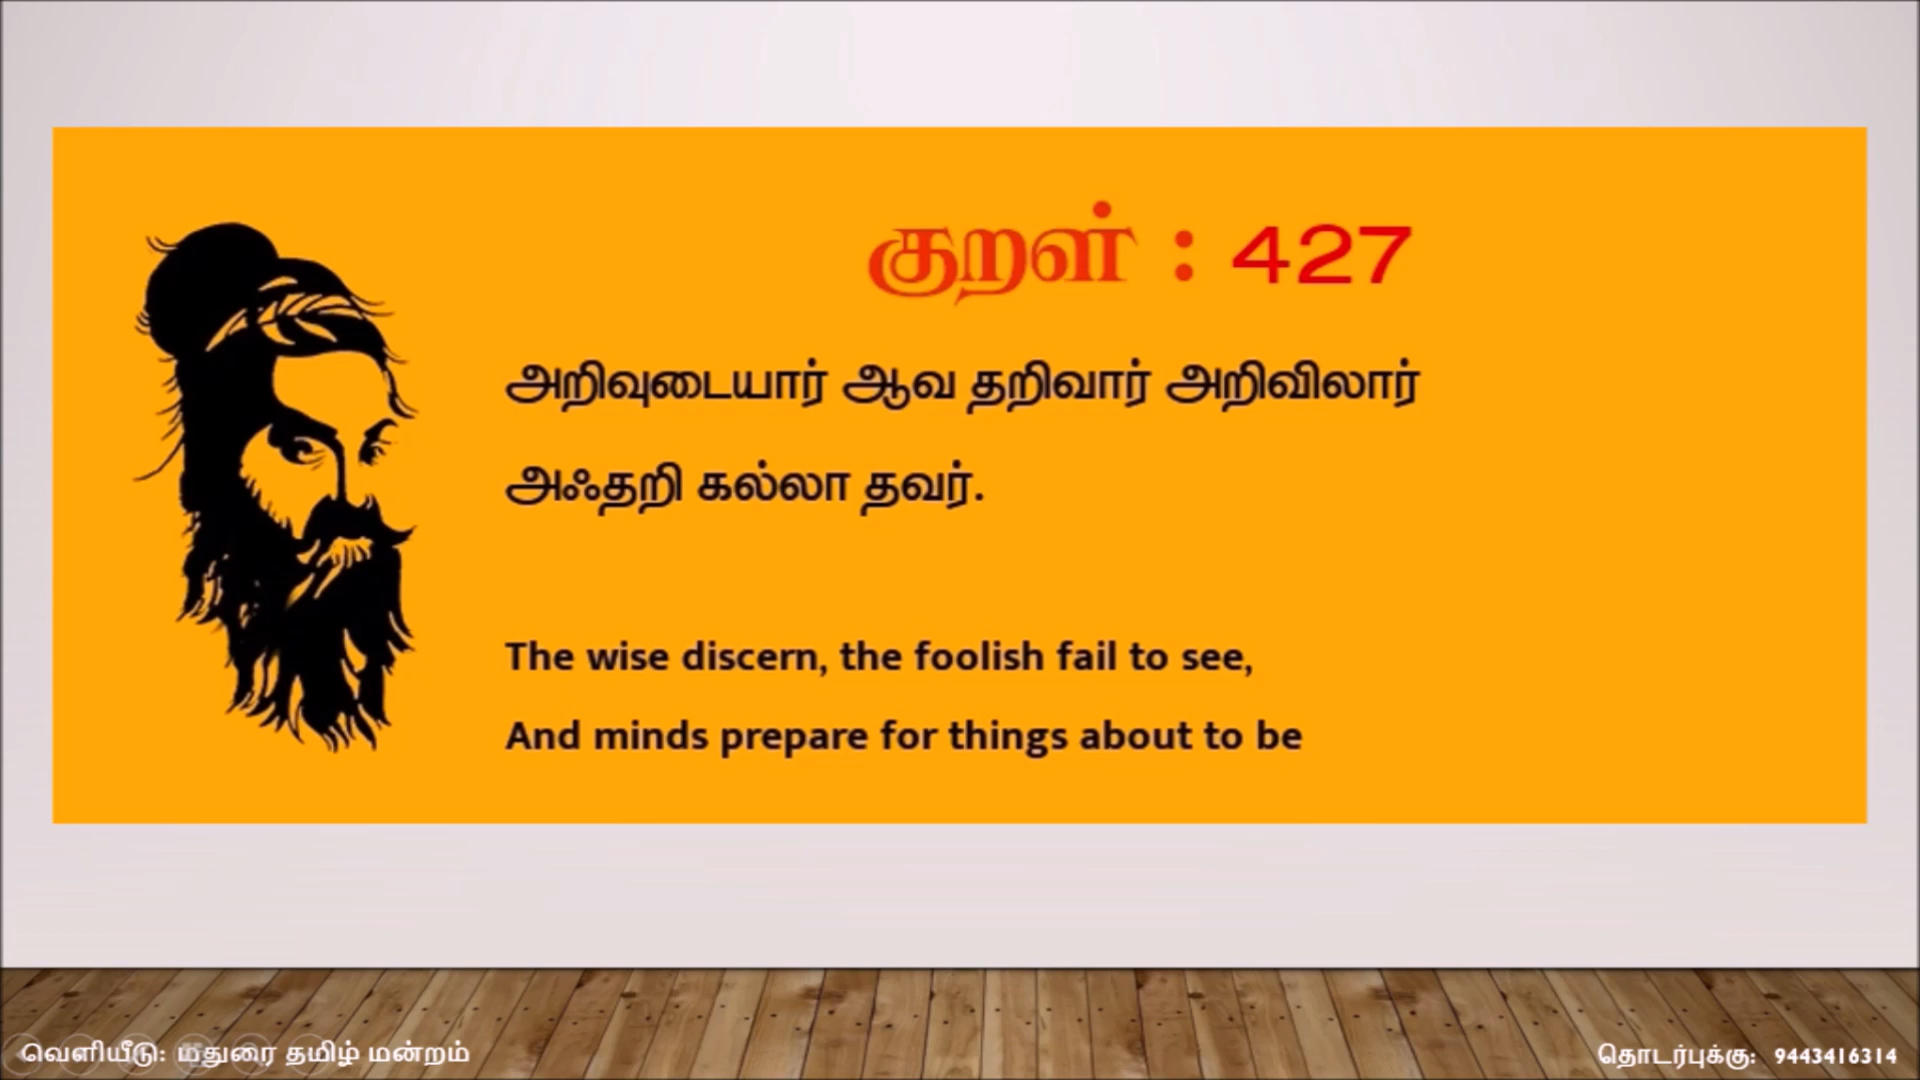 குறள் : 427
அறிவுடையார் ஆவ தறிவார் அறிவிலார்
அஃதறி கல்லா தவர்.
The wise discern, the foolish fail to see,
And minds prepare for things about to be
வெளியீடு: மதுரை தமிழ் மன்றம்
தொடர்புக்கு: 9443416314